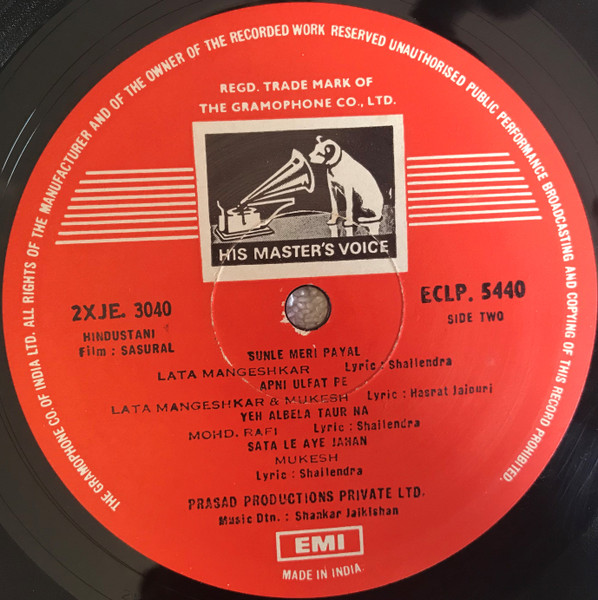 THE GRAMOPHONE CO. OF INDIA LTD. ALL RIGHTS OF THE MANUFACTURER AND OF THE OWNER OF THE RECORDED WORK RESERVED UNAUTHORISED PUBLIC PERFORMANCE BROADCASTING AND COPYING OF THIS RECORD PROHIBITED.
REGD. TRADE MARK OF
THE GRAMOPHONE CO., LTD.
HIS MASTER'S VOICE
2XJE. 3040
ECLP. 5440
HINDUSTANI
SIDE TWO
Film : SASURAL
SUNLE MERI PAYAL
LATA MANGESHKAR Lyric : Shailendra
APNI ULFAT PE
LATA MANGESHKAR & MUKESH Lyric : Hasrat Jaipuri
YEH ALBELA TAUR NA
MOHD. RAFI Lyric : Shailendra
SATA LE AYE JAHAN
MUKESH
Lyric : Shailendra
PRASAD PRODUCTIONS PRIVATE LTD.
Music Dtn. : Shankar Jaikishan
EMI
MADE IN INDIA